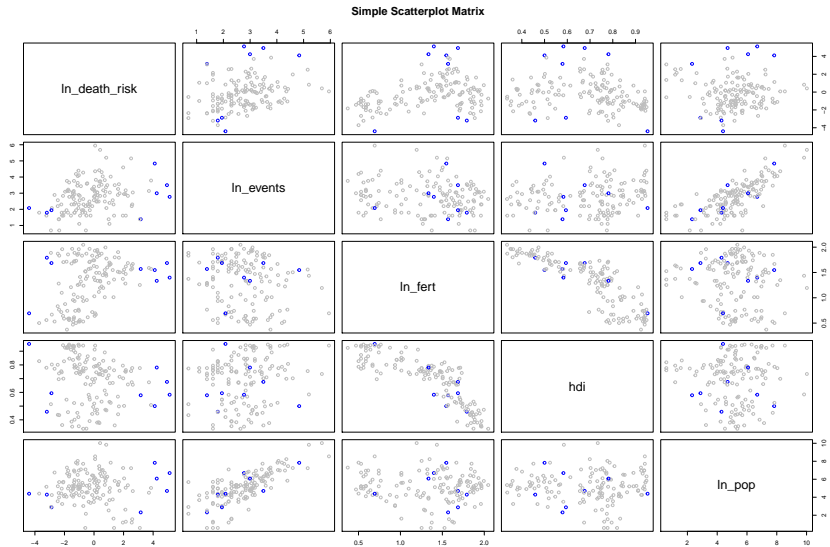 Simple Scatterplot Matrix
1 2 3 4 5 6
0.4 0.5 0.6 0.7 0.8 0.9
ln_death_risk
-4 -2 0 2 4
ln_events
1 2 3 4 5 6
ln_fert
0.5 1.0 1.5 2.0
hdi
0.4 0.6 0.8
ln_pop
2 4 6 8 10
-4 -2 0 2 4
0.5 1.0 1.5 2.0
2 4 6 8 10